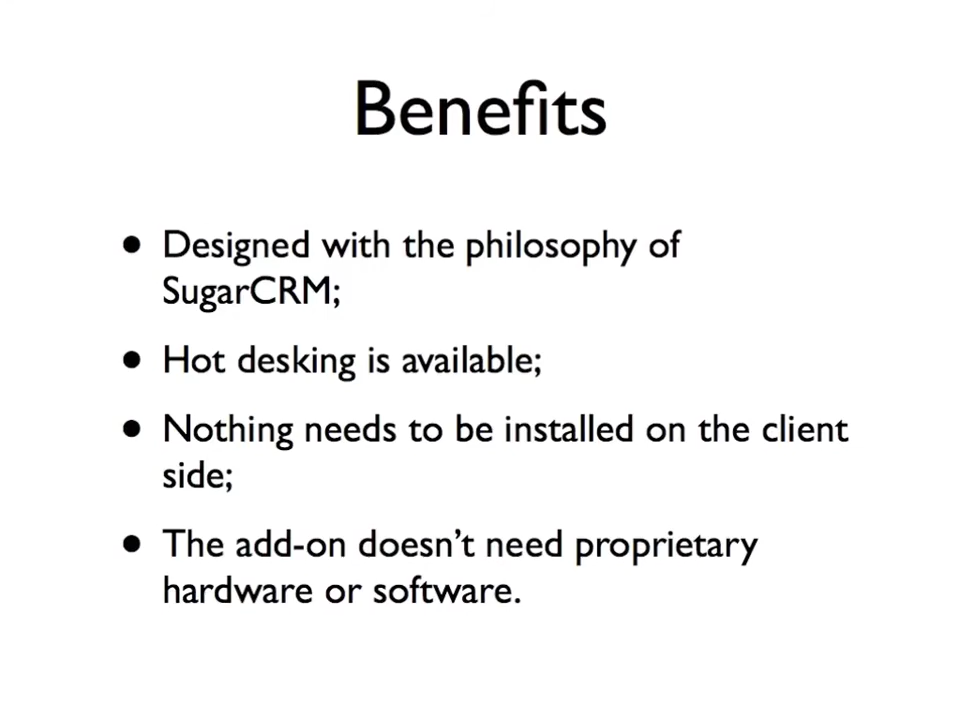 Benefits
• Designed with the philosophy of
SugarCRM;
• Hot desking is available;
• Nothing needs to be installed on the client
side;
• The add-on doesn’t need proprietary
hardware or software.